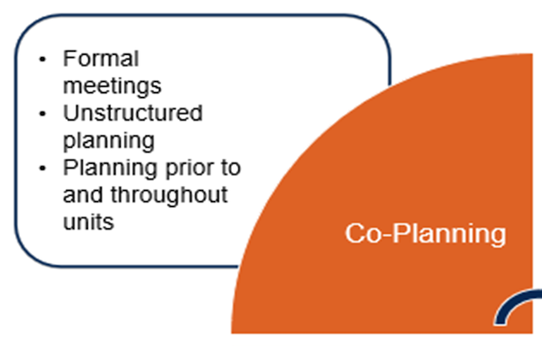 • Formal
meetings
• Unstructured
planning
• Planning prior to
and throughout
units
Co-Planning